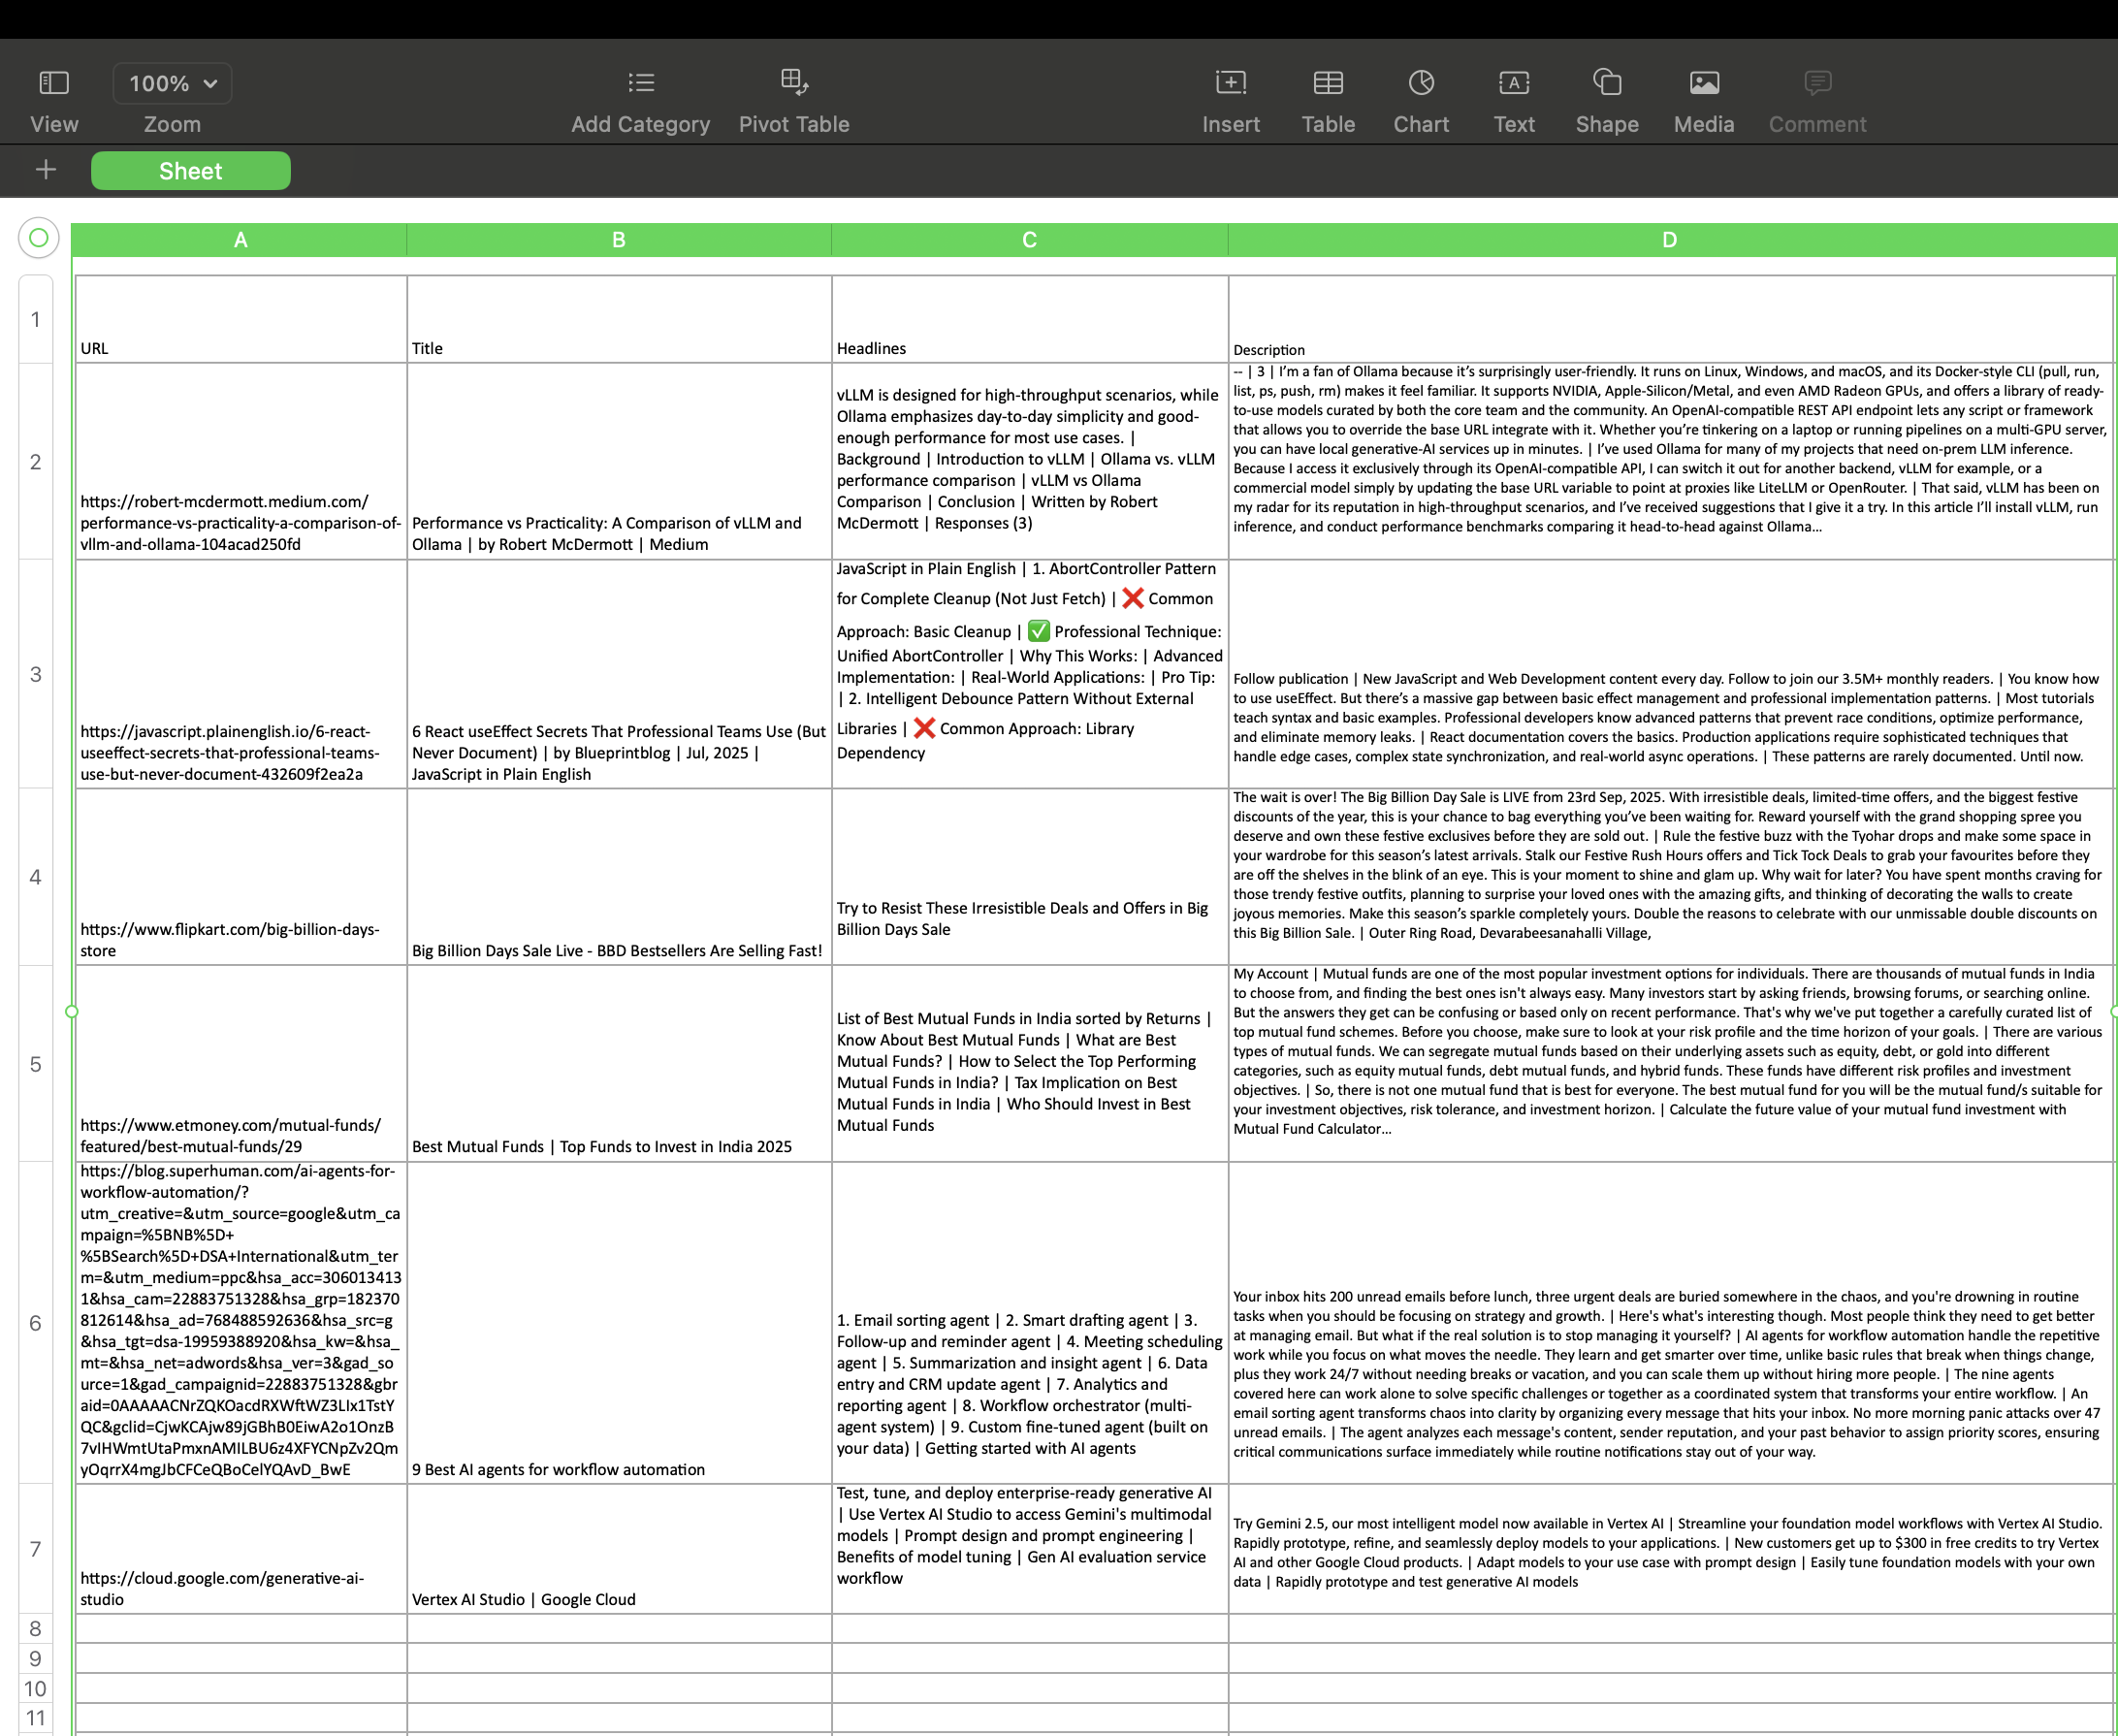 100%
View
Zoom
Add Category
Pivot Table
Insert
Table
Chart
Text
Shape
Media
Comment
+
Sheet
A
B
C
D
1
URL
Title
Headlines
Description
2
https://robert-mcdermott.medium.com/
performance-vs-practicality-a-comparison-of-
vllm-and-ollama-104acad250fd
Performance vs Practicality: A Comparison of vLLM and
Ollama | by Robert McDermott | Medium
vLLM is designed for high-throughput scenarios, while
Ollama emphasizes day-to-day simplicity and good-
enough performance for most use cases. |
Background | Introduction to vLLM | Ollama vs. vLLM
performance comparison | vLLM vs Ollama
Comparison | Conclusion | Written by Robert
McDermott | Responses (3)
-- | 3 | I’m a fan of Ollama because it’s surprisingly user-friendly. It runs on Linux, Windows, and macOS, and its Docker-style CLI (pull, run,
list, ps, push, rm) makes it feel familiar. It supports NVIDIA, Apple-Silicon/Metal, and even AMD Radeon GPUs, and offers a library of ready-
to-use models curated by both the core team and the community. An OpenAI-compatible REST API endpoint lets any script or framework
that allows you to override the base URL integrate with it. Whether you’re tinkering on a laptop or running pipelines on a multi-GPU server,
you can have local generative-AI services up in minutes. | I’ve used Ollama for many of my projects that need on-prem LLM inference.
Because I access it exclusively through its OpenAI-compatible API, I can switch it out for another backend, vLLM for example, or a
commercial model simply by updating the base URL variable to point at proxies like LiteLLM or OpenRouter. | That said, vLLM has been on
my radar for its reputation in high-throughput scenarios, and I’ve received suggestions that I give it a try. In this article I’ll install vLLM, run
inference, and conduct performance benchmarks comparing it head-to-head against Ollama…
3
https://javascript.plainenglish.io/6-react-
useeffect-secrets-that-professional-teams-
use-but-never-document-432609f2ea2a
6 React useEffect Secrets That Professional Teams Use (But
Never Document) | by Blueprintblog | Jul, 2025 |
JavaScript in Plain English
JavaScript in Plain English | 1. AbortController Pattern
for Complete Cleanup (Not Just Fetch) | ❌ Common
Approach: Basic Cleanup | ✅ Professional Technique:
Unified AbortController | Why This Works: | Advanced
Implementation: | Real-World Applications: | Pro Tip:
| 2. Intelligent Debounce Pattern Without External
Libraries | ❌ Common Approach: Library
Dependency
Follow publication | New JavaScript and Web Development content every day. Follow to join our 3.5M+ monthly readers. | You know how
to use useEffect. But there’s a massive gap between basic effect management and professional implementation patterns. | Most tutorials
teach syntax and basic examples. Professional developers know advanced patterns that prevent race conditions, optimize performance,
and eliminate memory leaks. | React documentation covers the basics. Production applications require sophisticated techniques that
handle edge cases, complex state synchronization, and real-world async operations. | These patterns are rarely documented. Until now.
4
https://www.flipkart.com/big-billion-days-
store
Big Billion Days Sale Live - BBD Bestsellers Are Selling Fast!
Try to Resist These Irresistible Deals and Offers in Big
Billion Days Sale
The wait is over! The Big Billion Day Sale is LIVE from 23rd Sep, 2025. With irresistible deals, limited-time offers, and the biggest festive
discounts of the year, this is your chance to bag everything you’ve been waiting for. Reward yourself with the grand shopping spree you
deserve and own these festive exclusives before they are sold out. | Rule the festive buzz with the Tyohar drops and make some space in
your wardrobe for this season’s latest arrivals. Stalk our Festive Rush Hours offers and Tick Tock Deals to grab your favourites before they
are off the shelves in the blink of an eye. This is your moment to shine and glam up. Why wait for later? You have spent months craving for
those trendy festive outfits, planning to surprise your loved ones with the amazing gifts, and thinking of decorating the walls to create
joyous memories. Make this season’s sparkle completely yours. Double the reasons to celebrate with our unmissable double discounts on
this Big Billion Sale. | Outer Ring Road, Devarabeesanahalli Village,
5
https://www.etmoney.com/mutual-funds/
featured/best-mutual-funds/29
Best Mutual Funds | Top Funds to Invest in India 2025
List of Best Mutual Funds in India sorted by Returns |
Know About Best Mutual Funds | What are Best
Mutual Funds? | How to Select the Top Performing
Mutual Funds in India? | Tax Implication on Best
Mutual Funds in India | Who Should Invest in Best
Mutual Funds
My Account | Mutual funds are one of the most popular investment options for individuals. There are thousands of mutual funds in India
to choose from, and finding the best ones isn't always easy. Many investors start by asking friends, browsing forums, or searching online.
But the answers they get can be confusing or based only on recent performance. That's why we've put together a carefully curated list of
top mutual fund schemes. Before you choose, make sure to look at your risk profile and the time horizon of your goals. | There are various
types of mutual funds. We can segregate mutual funds based on their underlying assets such as equity, debt, or gold into different
categories, such as equity mutual funds, debt mutual funds, and hybrid funds. These funds have different risk profiles and investment
objectives. | So, there is not one mutual fund that is best for everyone. The best mutual fund for you will be the mutual fund/s suitable for
your investment objectives, risk tolerance, and investment horizon. | Calculate the future value of your mutual fund investment with
Mutual Fund Calculator…
6
https://blog.superhuman.com/ai-agents-for-
workflow-automation/?
utm_creative=&utm_source=google&utm_ca
mpaign=%5BNB%5D+
%5BSearch%5D+DSA+International&utm_ter
m=&utm_medium=ppc&hsa_acc=306013413
1&hsa_cam=22883751328&hsa_grp=182370
812614&hsa_ad=768488592636&hsa_src=g
&hsa_tgt=dsa-19959388920&hsa_kw=&hsa_
mt=&hsa_net=adwords&hsa_ver=3&gad_so
urce=1&gad_campaignid=22883751328&gbr
aid=0AAAAACNrZQKOacdRXWftWZ3LIx1TstY
QC&gclid=CjwKCAjw89jGBhB0EiwA2o1OnzB
7vIHWmtUtaPmxnAMILBU6z4XFYCNpZv2Qm
yOqrrX4mgJbCFCeQBoCelYQAvD_BwE
9 Best AI agents for workflow automation
1. Email sorting agent | 2. Smart drafting agent | 3.
Follow-up and reminder agent | 4. Meeting scheduling
agent | 5. Summarization and insight agent | 6. Data
entry and CRM update agent | 7. Analytics and
reporting agent | 8. Workflow orchestrator (multi-
agent system) | 9. Custom fine-tuned agent (built on
your data) | Getting started with AI agents
Your inbox hits 200 unread emails before lunch, three urgent deals are buried somewhere in the chaos, and you're drowning in routine
tasks when you should be focusing on strategy and growth. | Here's what's interesting though. Most people think they need to get better
at managing email. But what if the real solution is to stop managing it yourself? | AI agents for workflow automation handle the repetitive
work while you focus on what moves the needle. They learn and get smarter over time, unlike basic rules that break when things change,
plus they work 24/7 without needing breaks or vacation, and you can scale them up without hiring more people. | The nine agents
covered here can work alone to solve specific challenges or together as a coordinated system that transforms your entire workflow. | An
email sorting agent transforms chaos into clarity by organizing every message that hits your inbox. No more morning panic attacks over 47
unread emails. | The agent analyzes each message's content, sender reputation, and your past behavior to assign priority scores, ensuring
critical communications surface immediately while routine notifications stay out of your way.
7
https://cloud.google.com/generative-ai-
studio
Vertex AI Studio | Google Cloud
Test, tune, and deploy enterprise-ready generative AI
| Use Vertex AI Studio to access Gemini's multimodal
models | Prompt design and prompt engineering |
Benefits of model tuning | Gen AI evaluation service
workflow
Try Gemini 2.5, our most intelligent model now available in Vertex AI | Streamline your foundation model workflows with Vertex AI Studio.
Rapidly prototype, refine, and seamlessly deploy models to your applications. | New customers get up to $300 in free credits to try Vertex
AI and other Google Cloud products. | Adapt models to your use case with prompt design | Easily tune foundation models with your own
data | Rapidly prototype and test generative AI models
8
9
10
11